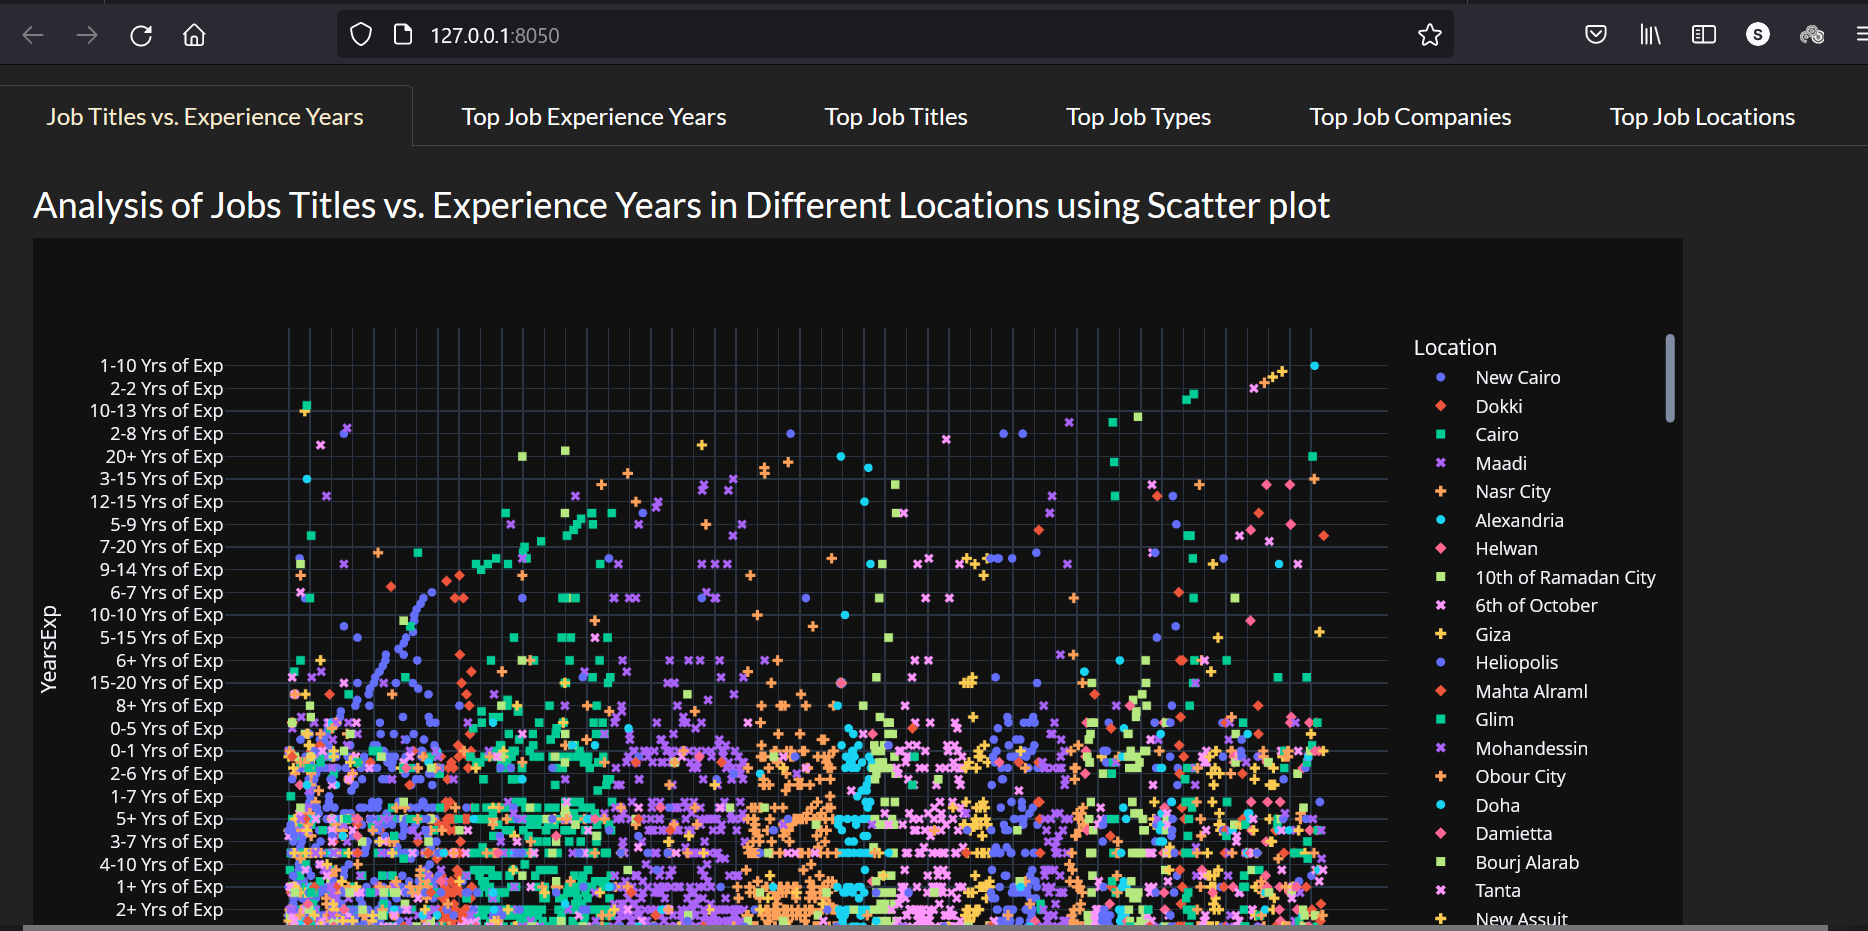 127.0.0.1:8050
S
Job Titles vs. Experience Years
Top Job Experience Years
Top Job Titles
Top Job Types
Top Job Companies
Top Job Locations
Analysis of Jobs Titles vs. Experience Years in Different Locations using Scatter plot
YearsExp
1-10 Yrs of Exp
2-2 Yrs of Exp
10-13 Yrs of Exp
2-8 Yrs of Exp
20+ Yrs of Exp
3-15 Yrs of Exp
12-15 Yrs of Exp
5-9 Yrs of Exp
7-20 Yrs of Exp
9-14 Yrs of Exp
6-7 Yrs of Exp
10-10 Yrs of Exp
5-15 Yrs of Exp
6+ Yrs of Exp
15-20 Yrs of Exp
8+ Yrs of Exp
0-5 Yrs of Exp
0-1 Yrs of Exp
2-6 Yrs of Exp
1-7 Yrs of Exp
5+ Yrs of Exp
3-7 Yrs of Exp
4-10 Yrs of Exp
1+ Yrs of Exp
2+ Yrs of Exp
Location
New Cairo
Dokki
Cairo
Maadi
Nasr City
Alexandria
Helwan
10th of Ramadan City
6th of October
Giza
Heliopolis
Mahta Alraml
Glim
Mohandessin
Obour City
Doha
Damietta
Bourj Alarab
Tanta
New Assuit